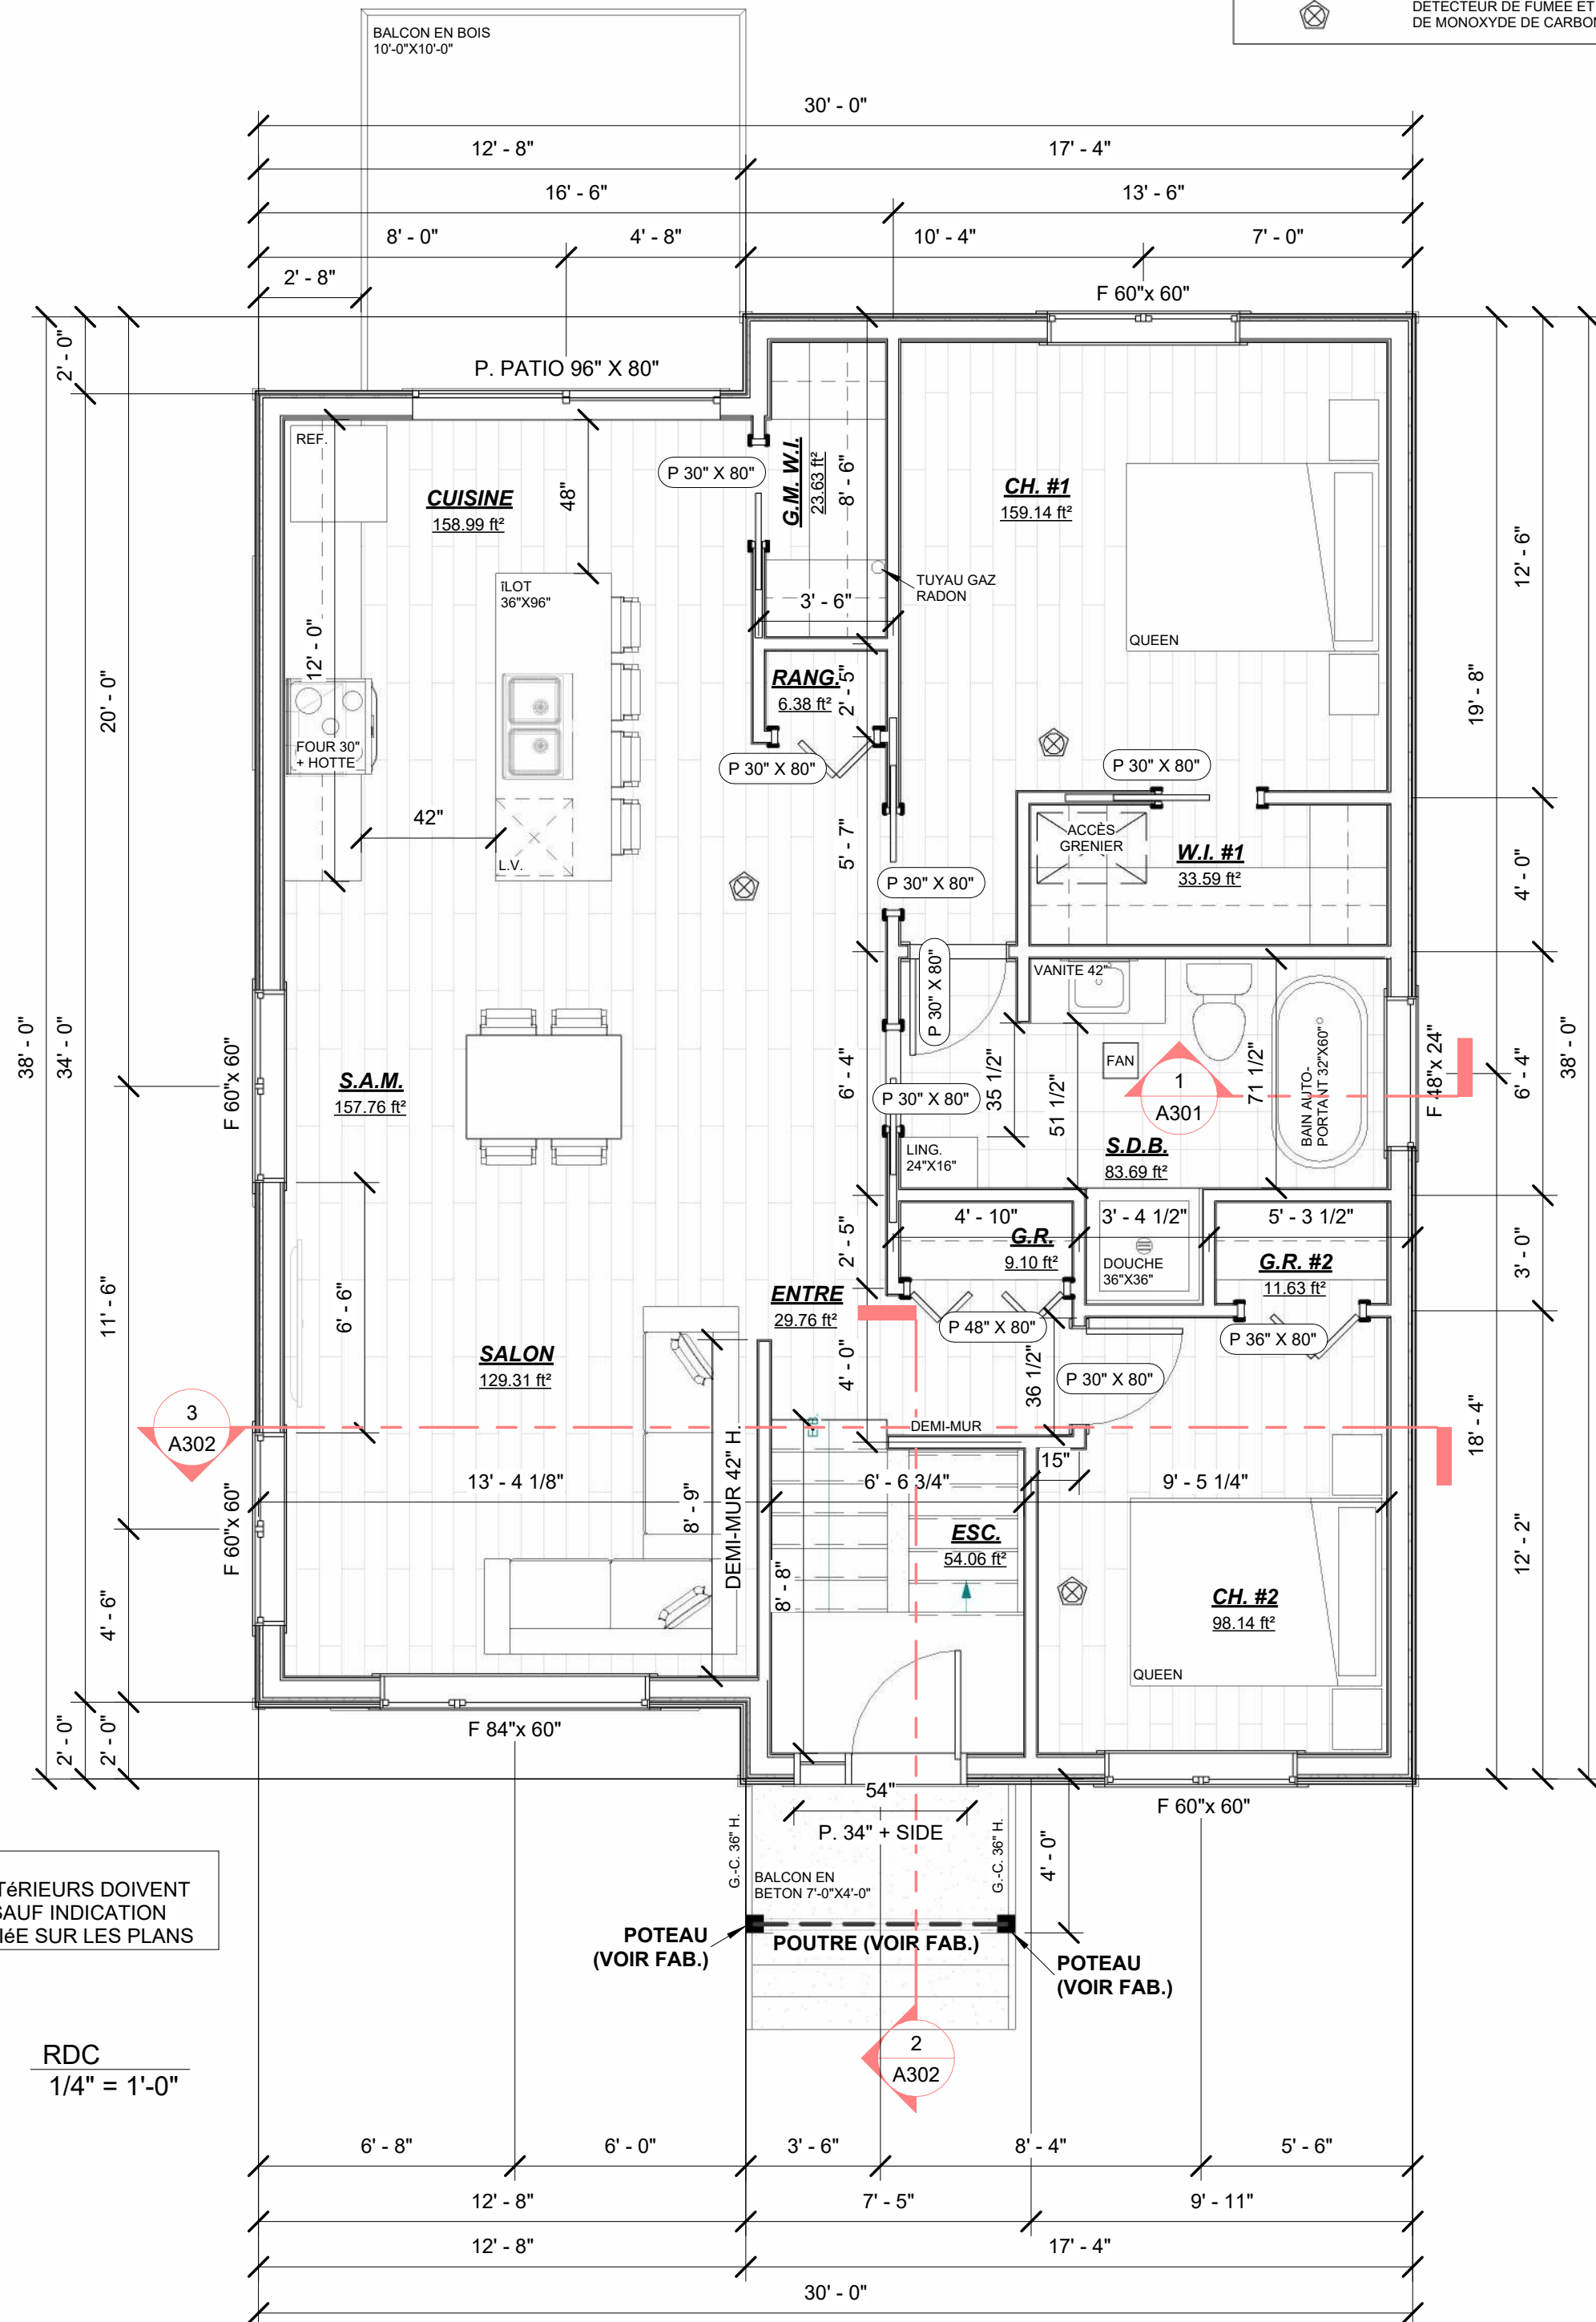 DETECTEUR DE FUMEE ET
DE MONOXYDE DE CARBO
BALCON EN BOIS
10'-0"X10'-0"
30' - 0"
12' - 8"
17' - 4"
16' - 6"
13' - 6"
8' - 0"
4' - 8"
10' - 4"
7' - 0"
2' - 8"
F 60"x 60"
2' - 0"
P. PATIO 96" X 80"
REF.
CUISINE
158.99 ft²
48"
P 30" X 80"
G.M. W.I.
23.63 ft²
8' - 6"
CH. #1
159.14 ft²
12' - 6"
ÎLOT
36"X96"
TUYAU GAZ
RADON
3' - 6"
QUEEN
12' - 0"
20' - 0"
RANG.
6.38 ft²
2' - 5"
19' - 8"
FOUR 30"
+ HOTTE
P 30" X 80"
P 30" X 80"
42"
L.V.
5' - 7"
ACCÈS
GRENIER
W.I. #1
33.59 ft²
4' - 0"
P 30" X 80"
P 30" X 80"
VANITE 42"
38' - 0"
34' - 0"
F 60"x 60"
S.A.M.
157.76 ft²
6' - 4"
P 30" X 80"
35 1/2"
51 1/2"
FAN
1
A301
71 1/2"
BAIN AUTO-
PORTANT 32"X60"
F 48"x 24"
6' - 4"
38' - 0"
LING.
24"X16"
S.D.B.
83.69 ft²
4' - 10"
3' - 4 1/2"
5' - 3 1/2"
2' - 5"
G.R.
9.10 ft²
DOUCHE
36"X36"
G.R. #2
11.63 ft²
3' - 0"
11' - 6"
6' - 6"
ENTRE
29.76 ft²
P 48" X 80"
P 36" X 80"
SALON
129.31 ft²
4' - 0"
36 1/2"
P 30" X 80"
3
A302
DEMI-MUR
18' - 4"
15"
13' - 4 1/8"
6' - 6 3/4"
9' - 5 1/4"
F 60"x 60"
8' - 9"
DEMI-MUR 42" H.
8' - 8"
ESC.
54.06 ft²
12' - 2"
CH. #2
98.14 ft²
4' - 6"
QUEEN
2' - 0"
2' - 0"
F 84"x 60"
54"
P. 34" + SIDE
F 60"x 60"
G.-C. 36" H.
G.-C. 36" H.
4' - 0"
BALCON EN
BETON 7'-0"X4'-0"
TéRIEURS DOIVENT
SAUF INDICATION
IéE SUR LES PLANS
POTEAU
(VOIR FAB.)
POUTRE (VOIR FAB.)
POTEAU
(VOIR FAB.)
2
A302
RDC
1/4" = 1'-0"
6' - 8"
6' - 0"
3' - 6"
8' - 4"
5' - 6"
12' - 8"
7' - 5"
9' - 11"
12' - 8"
17' - 4"
30' - 0"